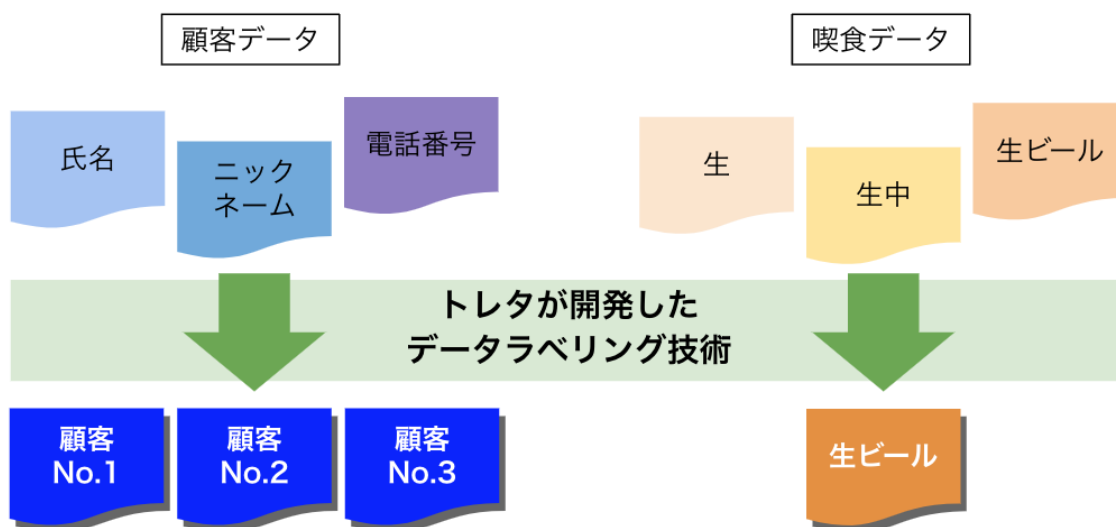 顧客データ
喫食データ
氏名
ニック
ネーム
電話番号
生
生中
生ビール
トレタが開発した
データラベリング技術
顧客
No.1
顧客
No.2
顧客
No.3
生ビール